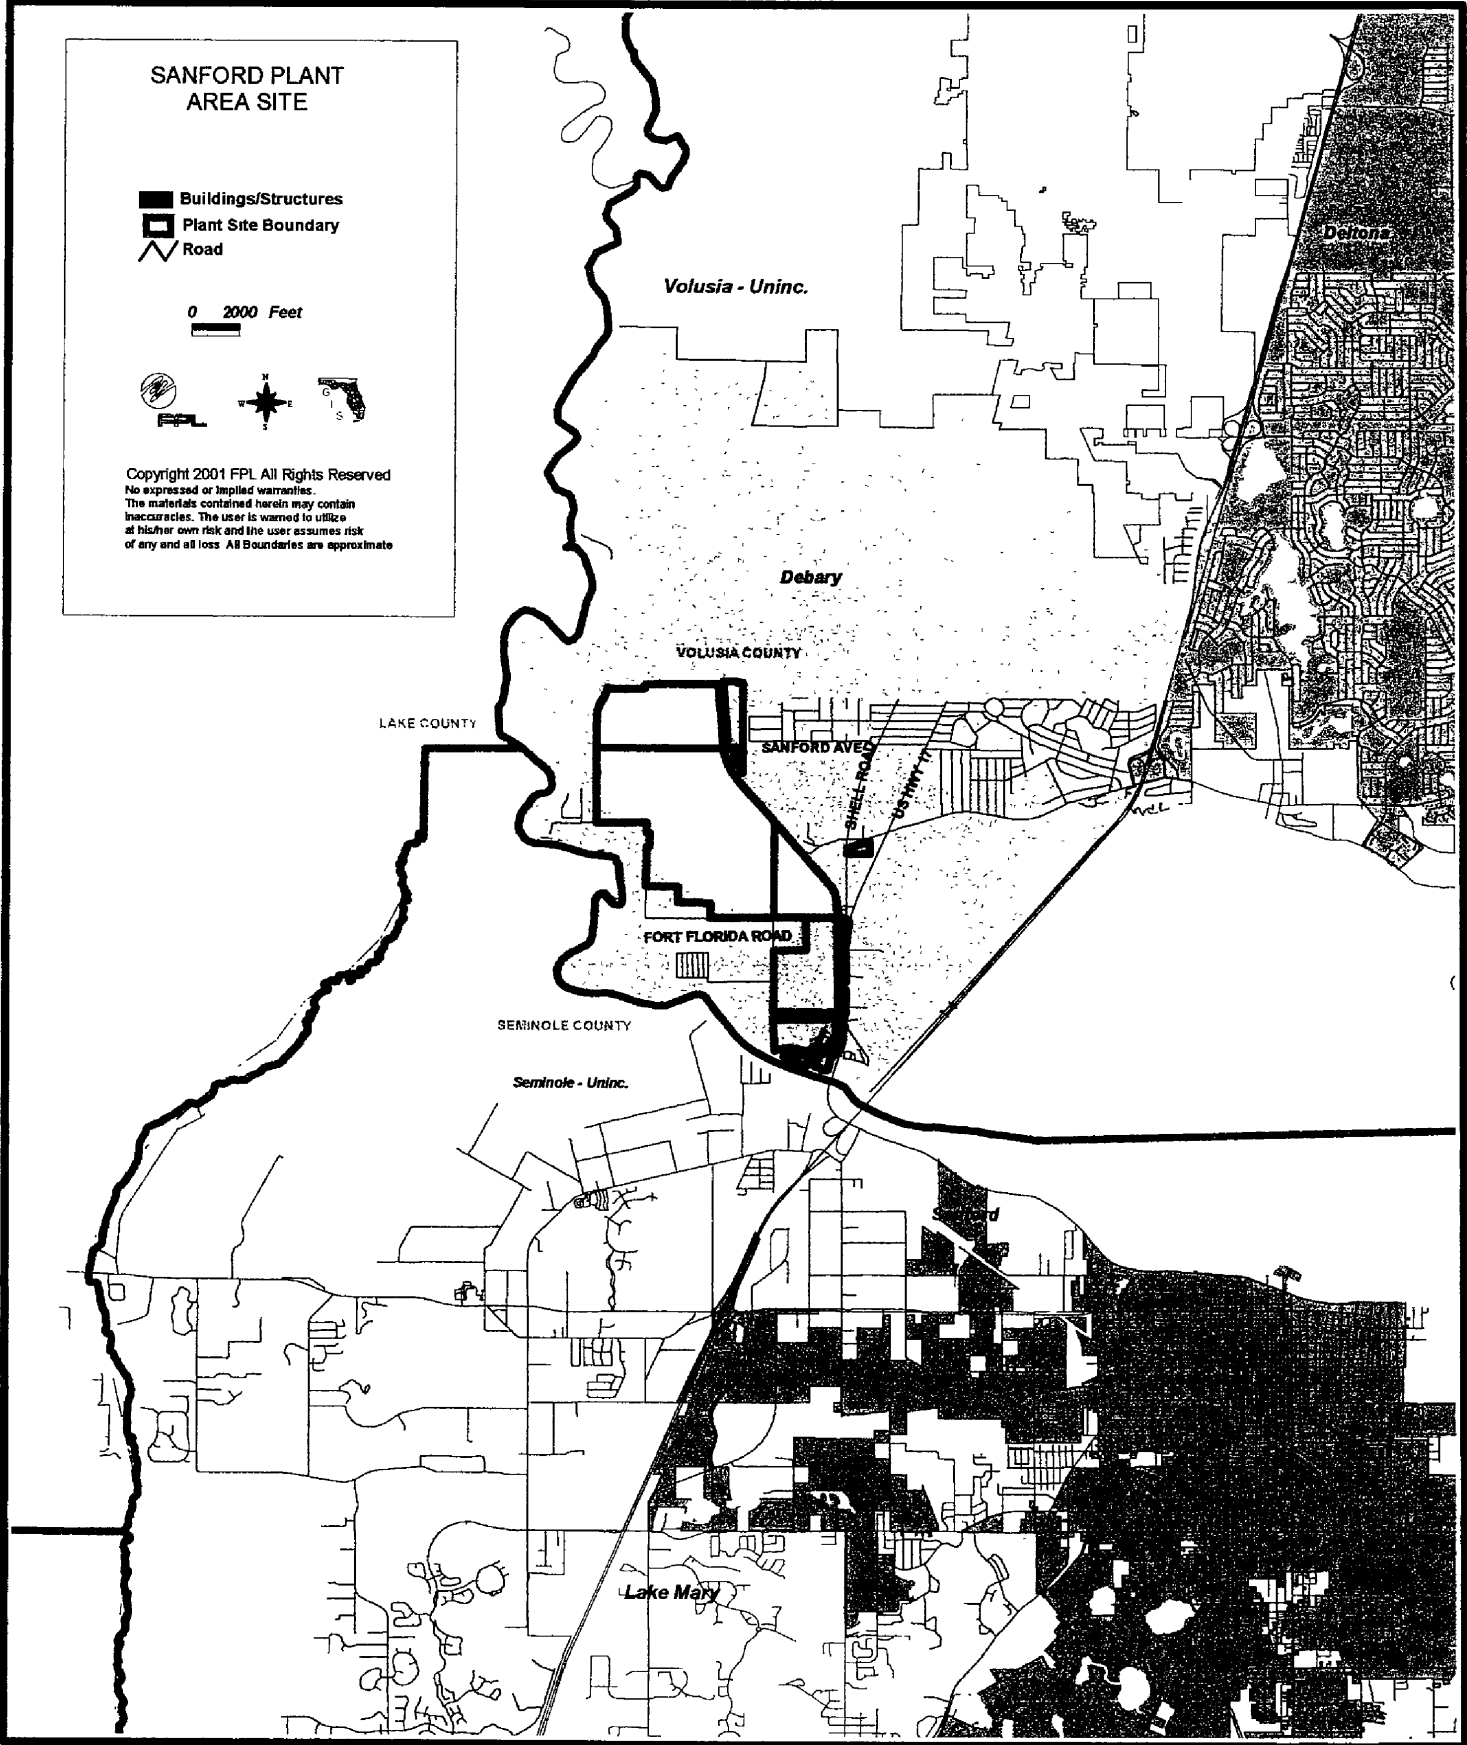 SANFORD PLANT
AREA SITE
Buildings/Structures
Plant Site Boundary
Road
0 2000 Feet
N
W E
S
G
I
S
FPL
Copyright 2001 FPL All Rights Reserved
No expressed or implied warranties.
The materials contained herein may contain
inaccuracies. The user is warned to utilize
at his/her own risk and the user assumes risk
of any and all loss All Boundaries are approximate
Deltona
Volusia - Uninc.
Debary
VOLUSIA COUNTY
LAKE COUNTY
SANFORD AVE
SHELL ROAD
US HWY 17
FORT FLORIDA ROAD
SEMINOLE COUNTY
Seminole - Uninc.
Sanford
Lake Mary